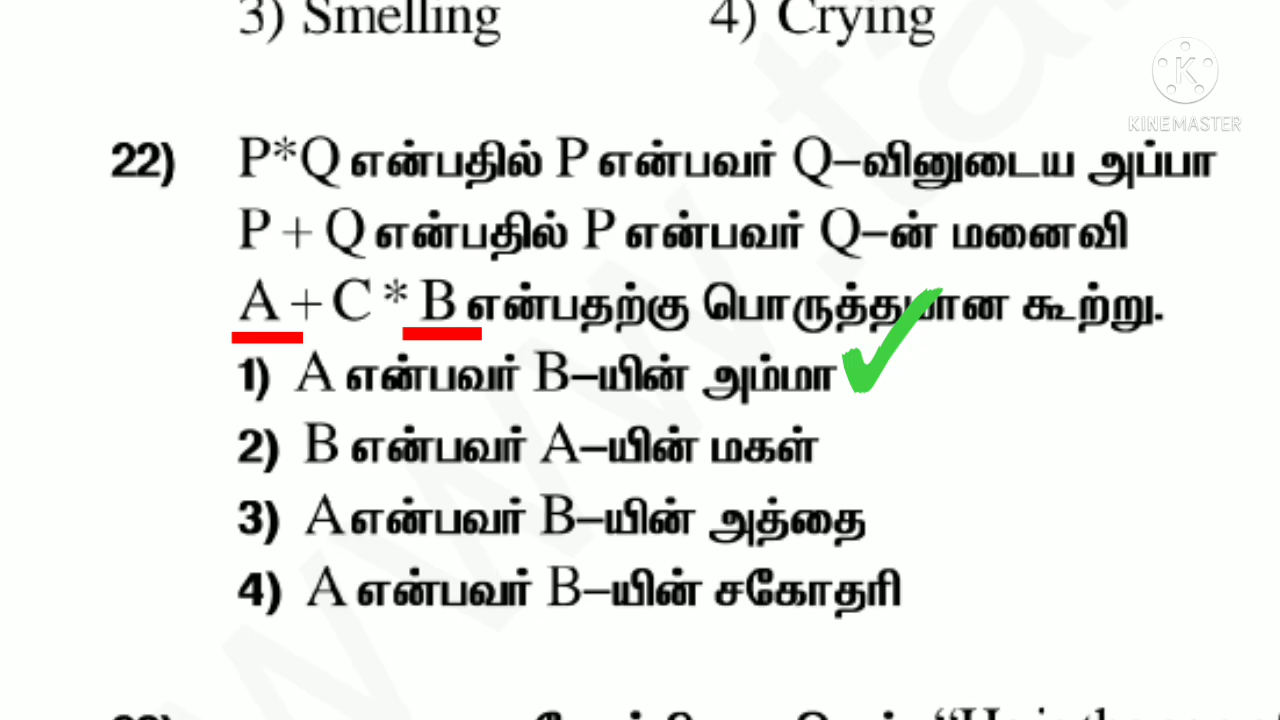 3) Smelling 4) Crying
KINEMASTER
22) P*Q என்பதில் P என்பவர் Q–வினுடைய அப்பா
P + Q என்பதில் P என்பவர் Q–ன் மனைவி
A + C * B என்பதற்கு பொருத்தமான கூற்று.
1) A என்பவர் B–யின் அம்மா
2) B என்பவர் A–யின் மகள்
3) A என்பவர் B–யின் அத்தை
4) A என்பவர் B–யின் சகோதரி